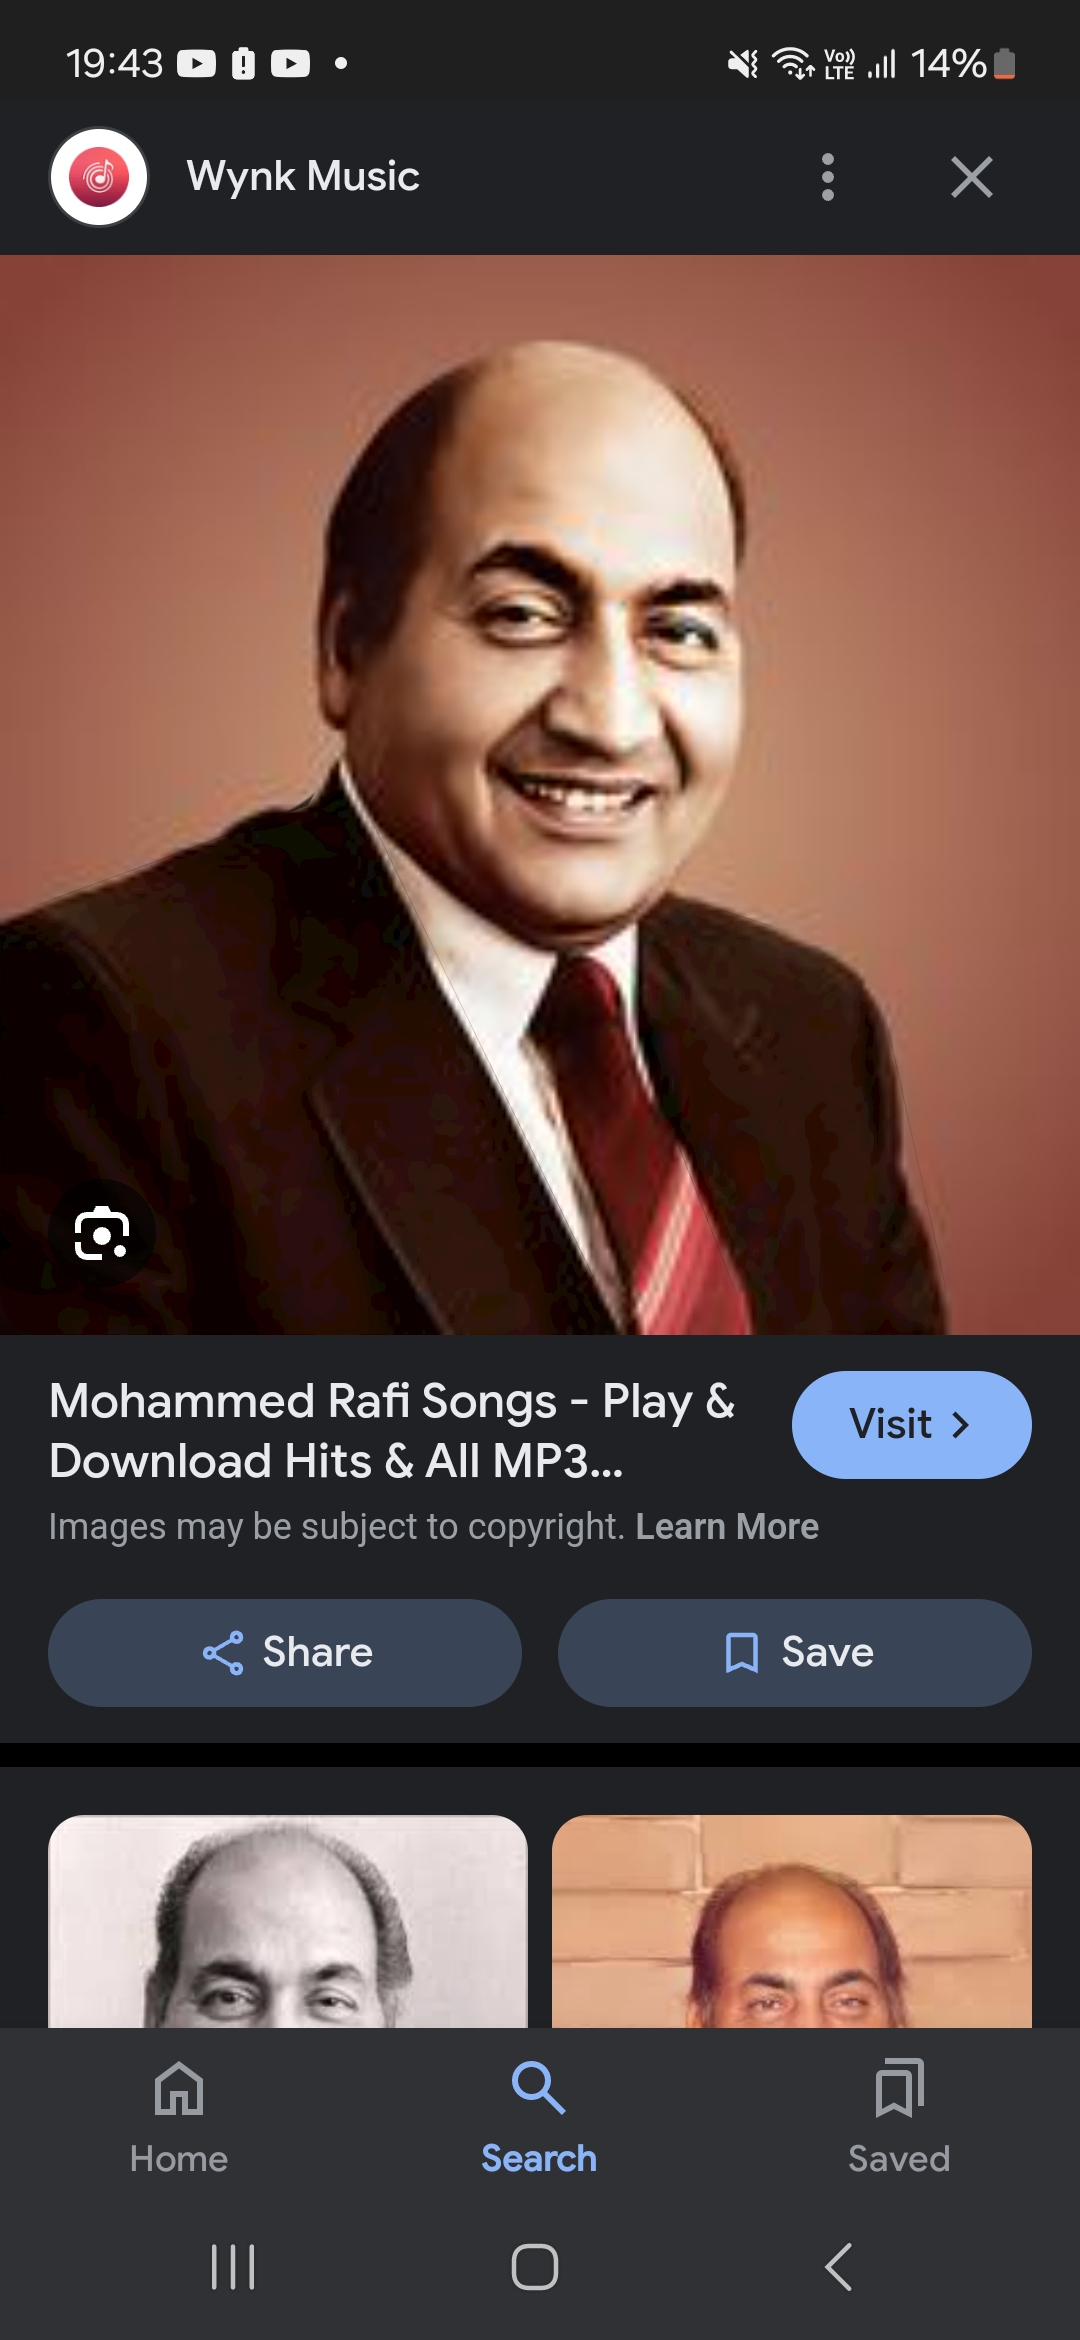 19:43
Vo))
LTE
14%
Wynk Music
Mohammed Rafi Songs - Play &
Download Hits & All MP3...
Visit
Images may be subject to copyright. Learn More
Share
Save
Home
Search
Saved